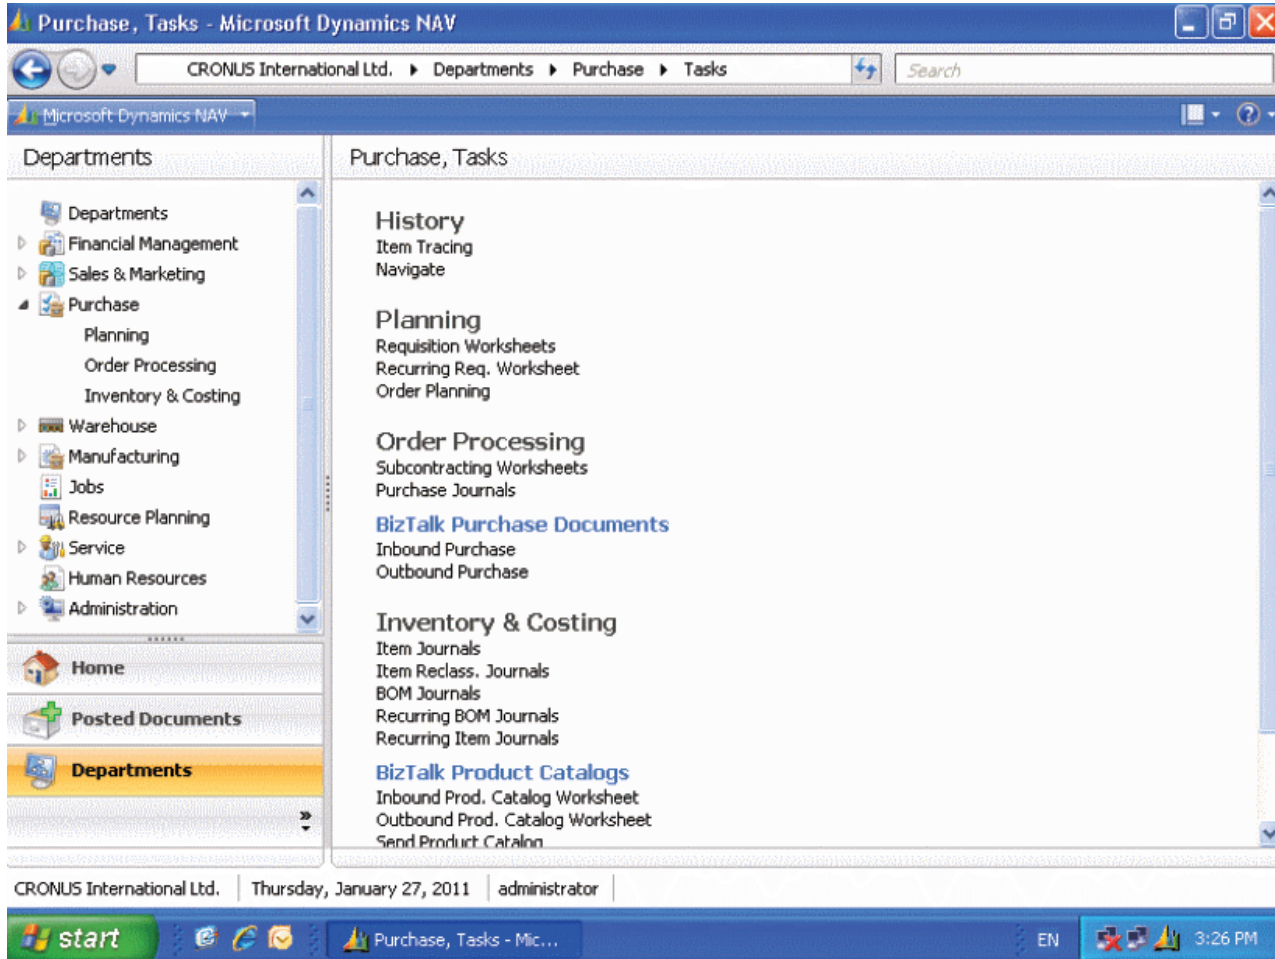 Purchase, Tasks - Microsoft Dynamics NAV
CRONUS International Ltd. Departments Purchase Tasks
Search
Microsoft Dynamics NAV
Departments
Departments
Financial Management
Sales & Marketing
Purchase
Planning
Order Processing
Inventory & Costing
Warehouse
Manufacturing
Jobs
Resource Planning
Service
Human Resources
Administration
Home
Posted Documents
Departments
Purchase, Tasks
History
Item Tracing
Navigate
Planning
Requisition Worksheets
Recurring Req. Worksheet
Order Planning
Order Processing
Subcontracting Worksheets
Purchase Journals
BizTalk Purchase Documents
Inbound Purchase
Outbound Purchase
Inventory & Costing
Item Journals
Item Reclass. Journals
BOM Journals
Recurring BOM Journals
Recurring Item Journals
BizTalk Product Catalogs
Inbound Prod. Catalog Worksheet
Outbound Prod. Catalog Worksheet
Send Product Catalog
CRONUS International Ltd. Thursday, January 27, 2011 administrator
start Purchase, Tasks - Mic... EN 3:26 PM